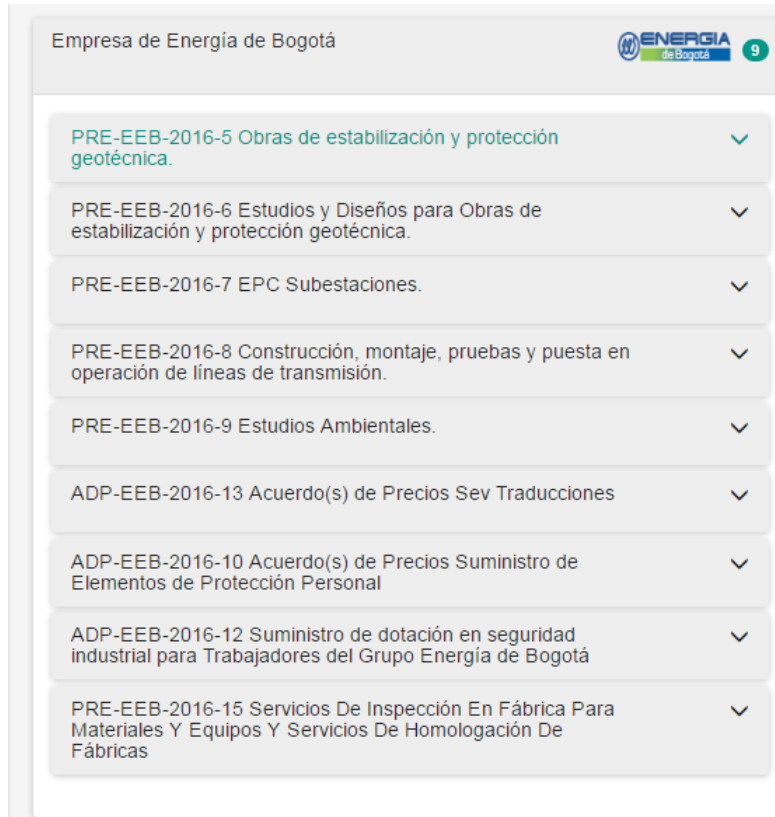 Empresa de Energía de Bogotá
ENERGIA
de Bogotá
9
PRE-EEB-2016-5 Obras de estabilización y protección
geotécnica.
PRE-EEB-2016-6 Estudios y Diseños para Obras de
estabilización y protección geotécnica.
PRE-EEB-2016-7 EPC Subestaciones.
PRE-EEB-2016-8 Construcción, montaje, pruebas y puesta en
operación de líneas de transmisión.
PRE-EEB-2016-9 Estudios Ambientales.
ADP-EEB-2016-13 Acuerdo(s) de Precios Sev Traducciones
ADP-EEB-2016-10 Acuerdo(s) de Precios Suministro de
Elementos de Protección Personal
ADP-EEB-2016-12 Suministro de dotación en seguridad
industrial para Trabajadores del Grupo Energía de Bogotá
PRE-EEB-2016-15 Servicios De Inspección En Fábrica Para
Materiales Y Equipos Y Servicios De Homologación De
Fábricas